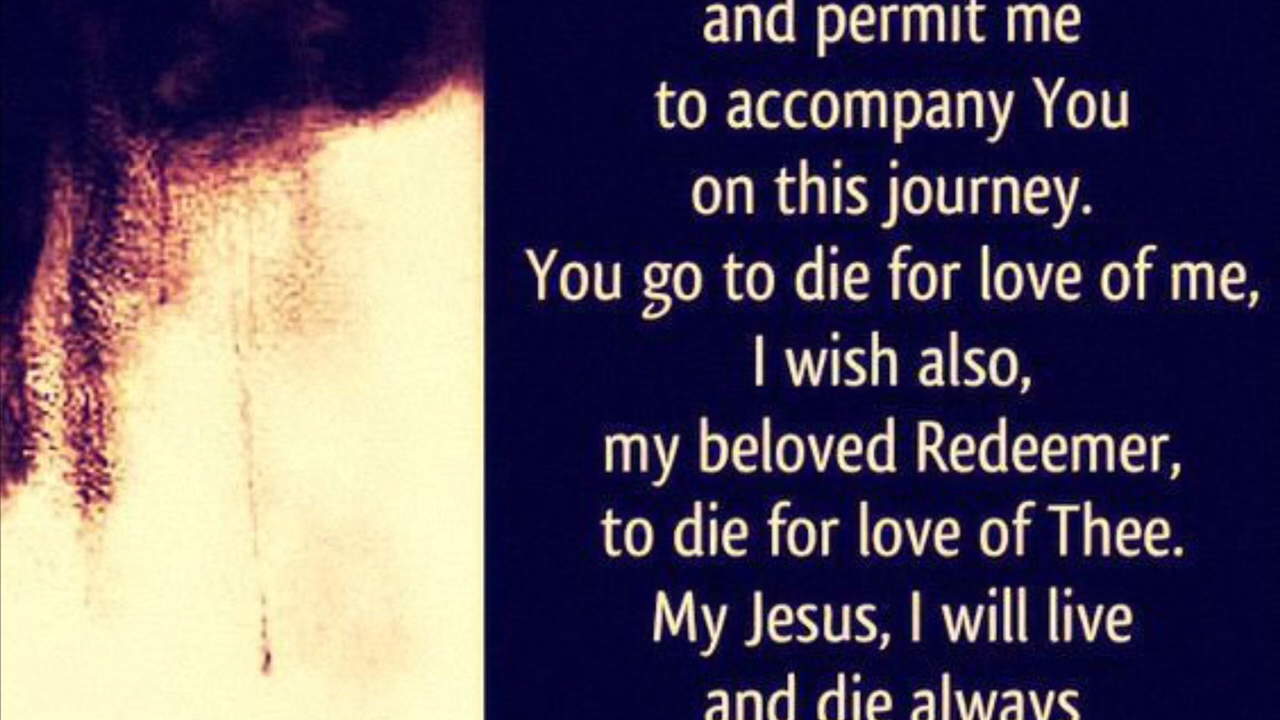 and permit me
to accompany You
on this journey.
You go to die for love of me,
I wish also,
my beloved Redeemer,
to die for love of Thee.
My Jesus, I will live
and die always